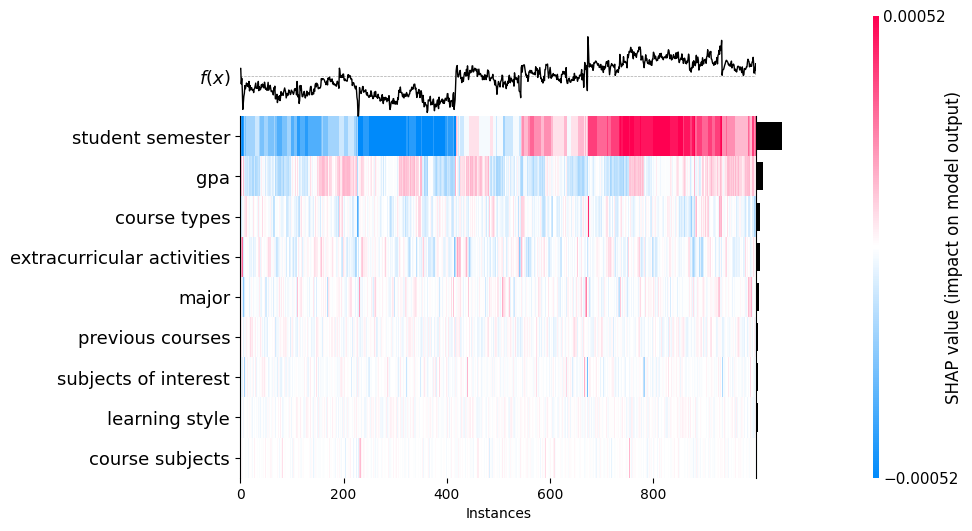 0.00052
f(x)
student semester
gpa
course types
extracurricular activities
major
previous courses
subjects of interest
learning style
course subjects
0 200 400 600 800
Instances
−0.00052
SHAP value (impact on model output)